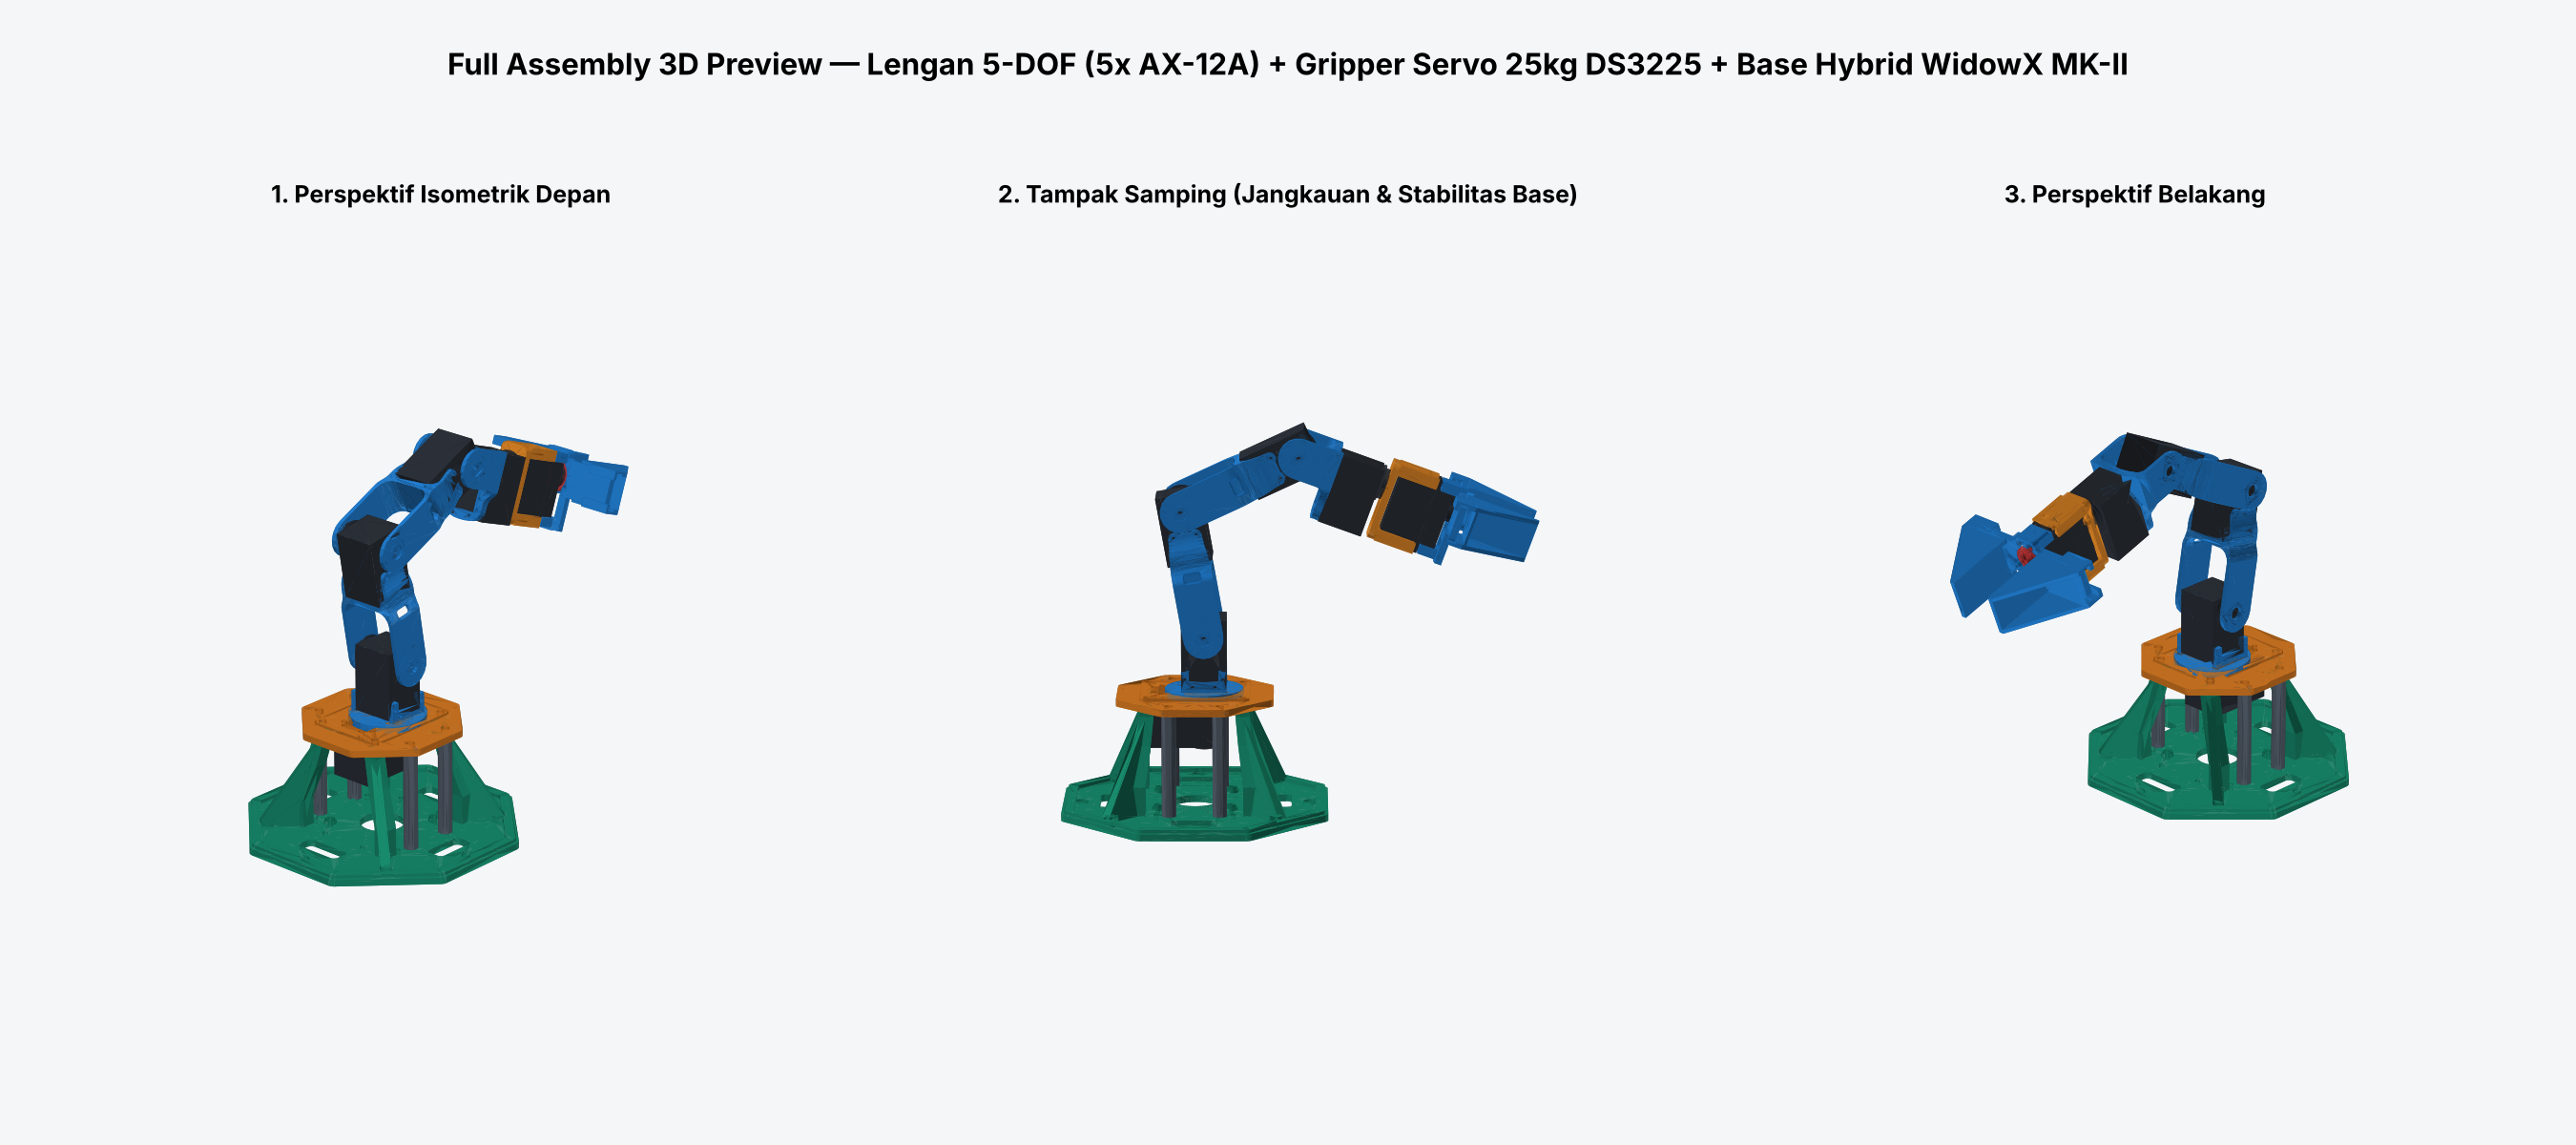 Full Assembly 3D Preview — Lengan 5-DOF (5x AX-12A) + Gripper Servo 25kg DS3225 + Base Hybrid WidowX MK-II
1. Perspektif Isometrik Depan
2. Tampak Samping (Jangkauan & Stabilitas Base)
3. Perspektif Belakang